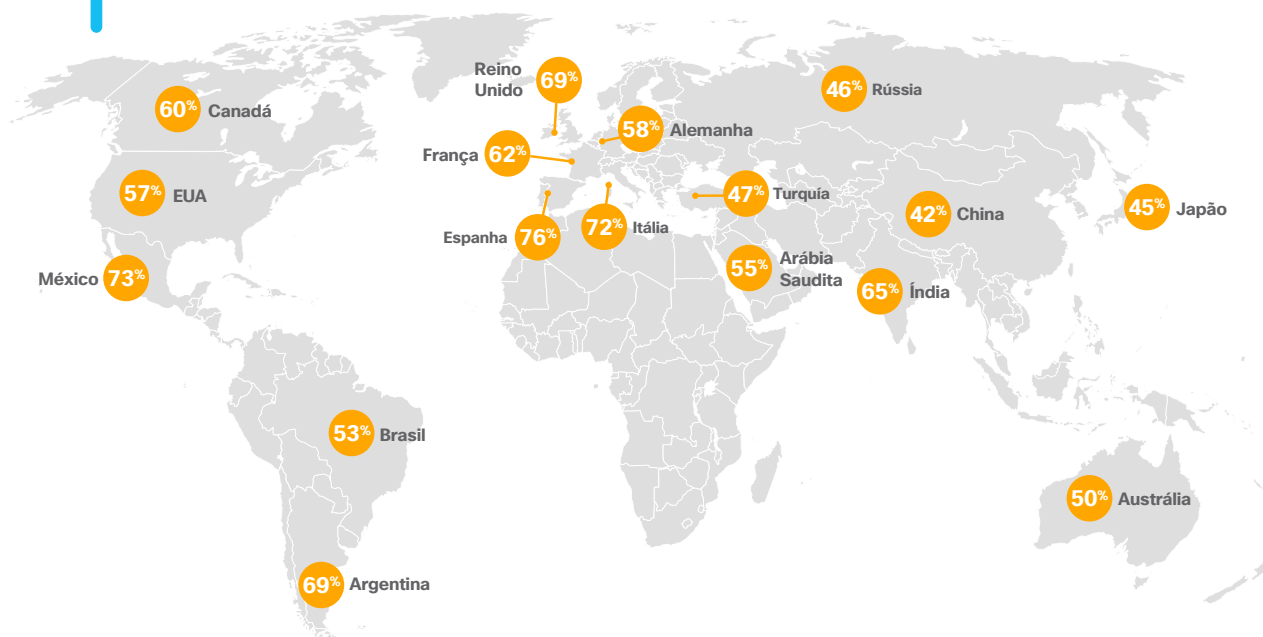 Reino
Unido
69%
46% Rússia
60% Canadá
58% Alemanha
França 62%
57% EUA
47% Turquía
42% China
45% Japão
Espanha 76%
72% Itália
México 73%
55% Arábia
Saudita
65% Índia
53% Brasil
50% Austrália
69% Argentina